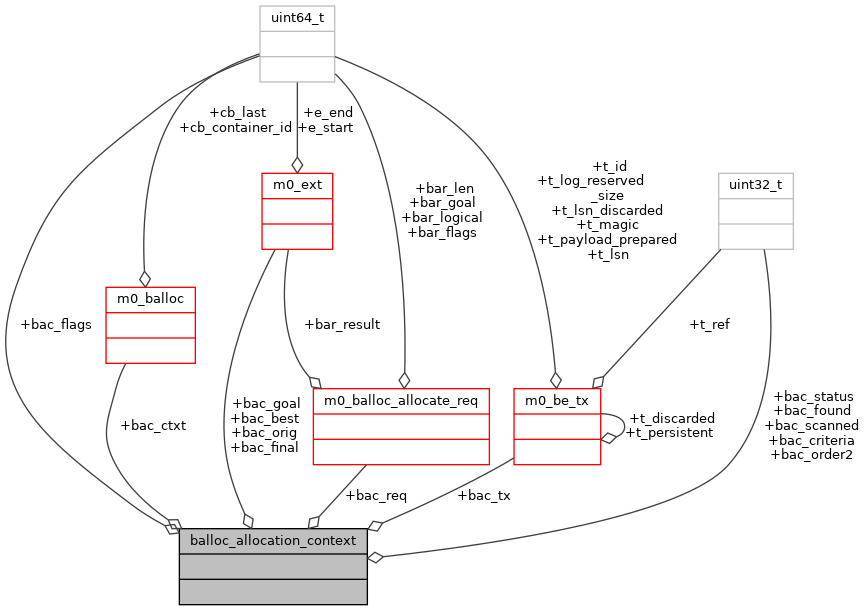 uint64_t
+cb_last
+cb_container_id
+e_end
+e_start
m0_ext
uint32_t
+bar_len
+bar_goal
+bar_logical
+bar_flags
+t_id
+t_log_reserved
_size
+t_lsn_discarded
+t_magic
+t_payload_prepared
+t_lsn
m0_balloc
+bac_flags
+bar_result
+t_ref
m0_balloc_allocate_req
m0_be_tx
+bac_ctxt
+bac_goal
+bac_best
+bac_orig
+bac_final
+t_discarded
+t_persistent
+bac_status
+bac_found
+bac_scanned
+bac_criteria
+bac_order2
+bac_req
+bac_tx
balloc_allocation_context